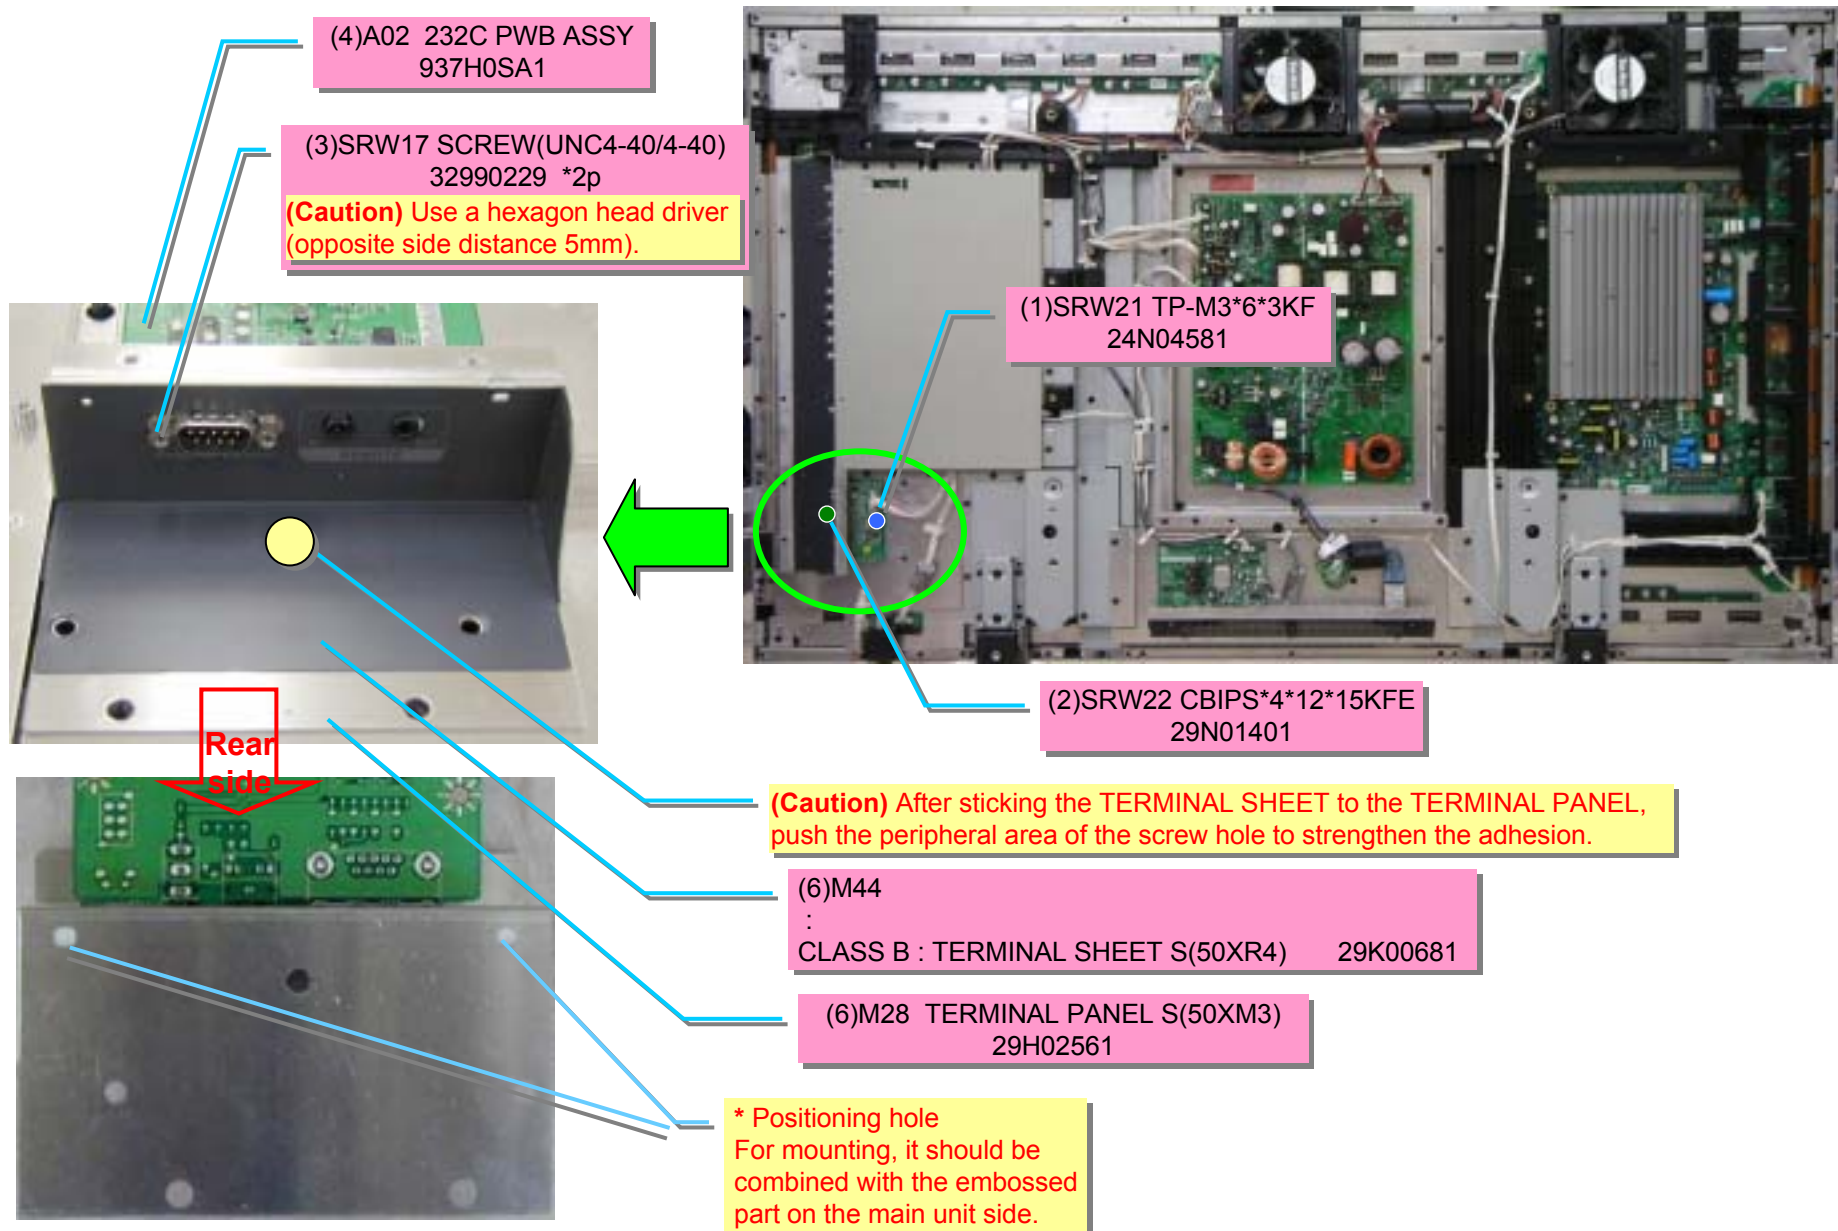 (4)A02 232C PWB ASSY
937H0SA1
(3)SRW17 SCREW(UNC4-40/4-40)
32990229 *2p
(Caution) Use a hexagon head driver
(opposite side distance 5mm).
(1)SRW21 TP-M3*6*3KF
24N04581
(2)SRW22 CBIPS*4*12*15KFE
29N01401
Rear
side
(Caution) After sticking the TERMINAL SHEET to the TERMINAL PANEL,
push the peripheral area of the screw hole to strengthen the adhesion.
(6)M44
:
CLASS B : TERMINAL SHEET S(50XR4) 29K00681
(6)M28 TERMINAL PANEL S(50XM3)
29H02561
* Positioning hole
For mounting, it should be
combined with the embossed
part on the main unit side.